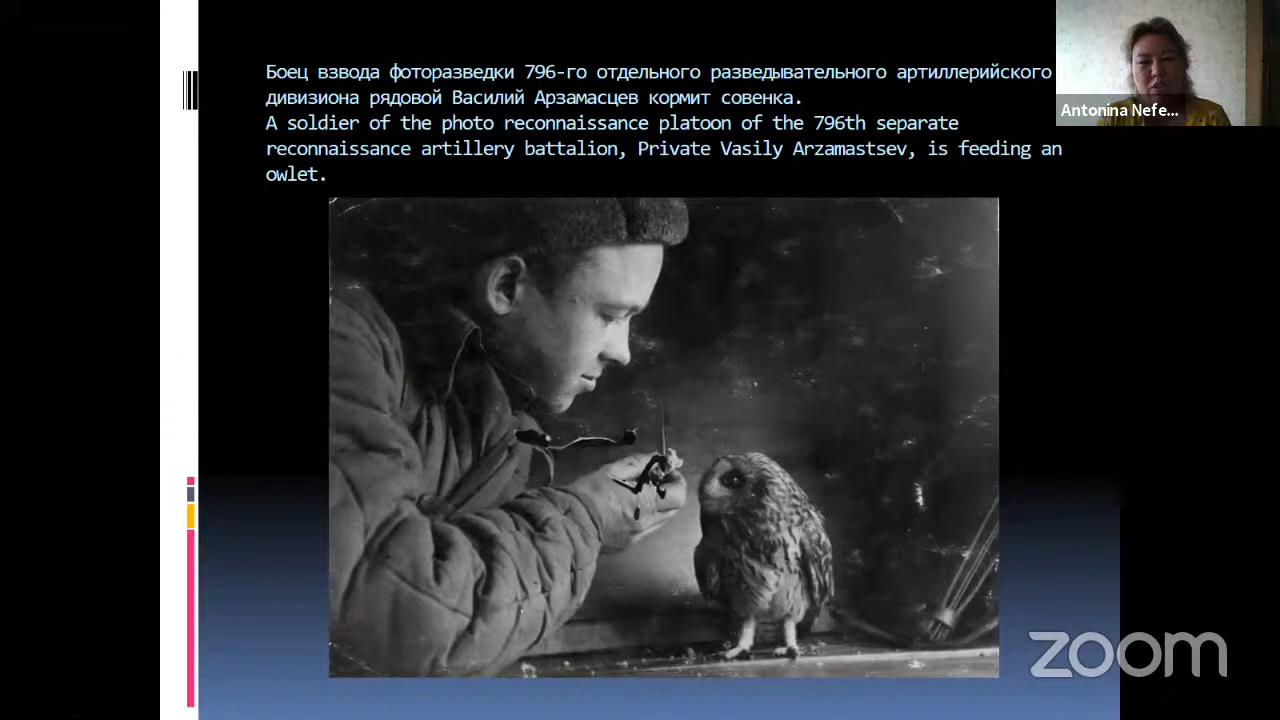 Боец взвода фоторазведки 796-го отдельного разведывательного артиллерийского
дивизиона рядовой Василий Арзамасцев кормит совенка.
A soldier of the photo reconnaissance platoon of the 796th separate
reconnaissance artillery battalion, Private Vasily Arzamastsev, is feeding an
owlet.
Antonina Nefe...
zoom